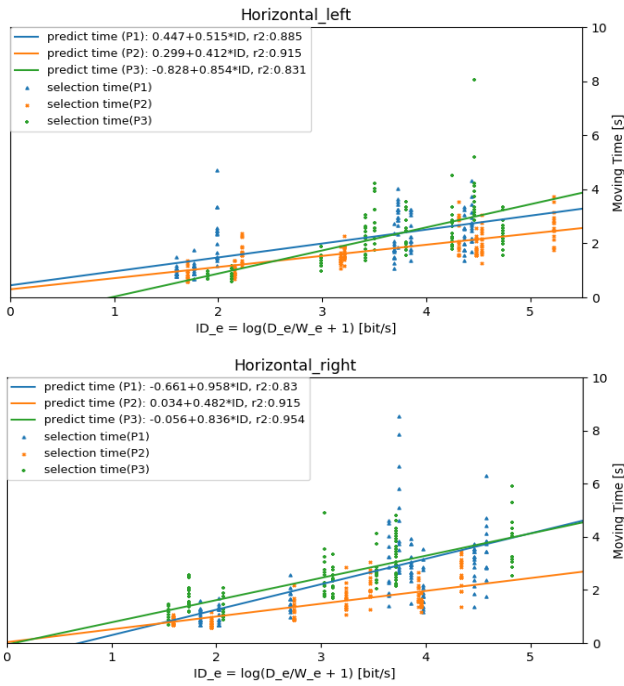 Horizontal_left
predict time (P1): 0.447+0.515*ID, r2:0.885
predict time (P2): 0.299+0.412*ID, r2:0.915
predict time (P3): -0.828+0.854*ID, r2:0.831
selection time(P1)
selection time(P2)
selection time(P3)
10
8
6
4
2
0
Moving Time [s]
0 1 2 3 4 5
ID_e = log(D_e/W_e + 1) [bit/s]
Horizontal_right
predict time (P1): -0.661+0.958*ID, r2:0.83
predict time (P2): 0.034+0.482*ID, r2:0.915
predict time (P3): -0.056+0.836*ID, r2:0.954
selection time(P1)
selection time(P2)
selection time(P3)
10
8
6
4
2
0
Moving Time [s]
0 1 2 3 4 5
ID_e = log(D_e/W_e + 1) [bit/s]